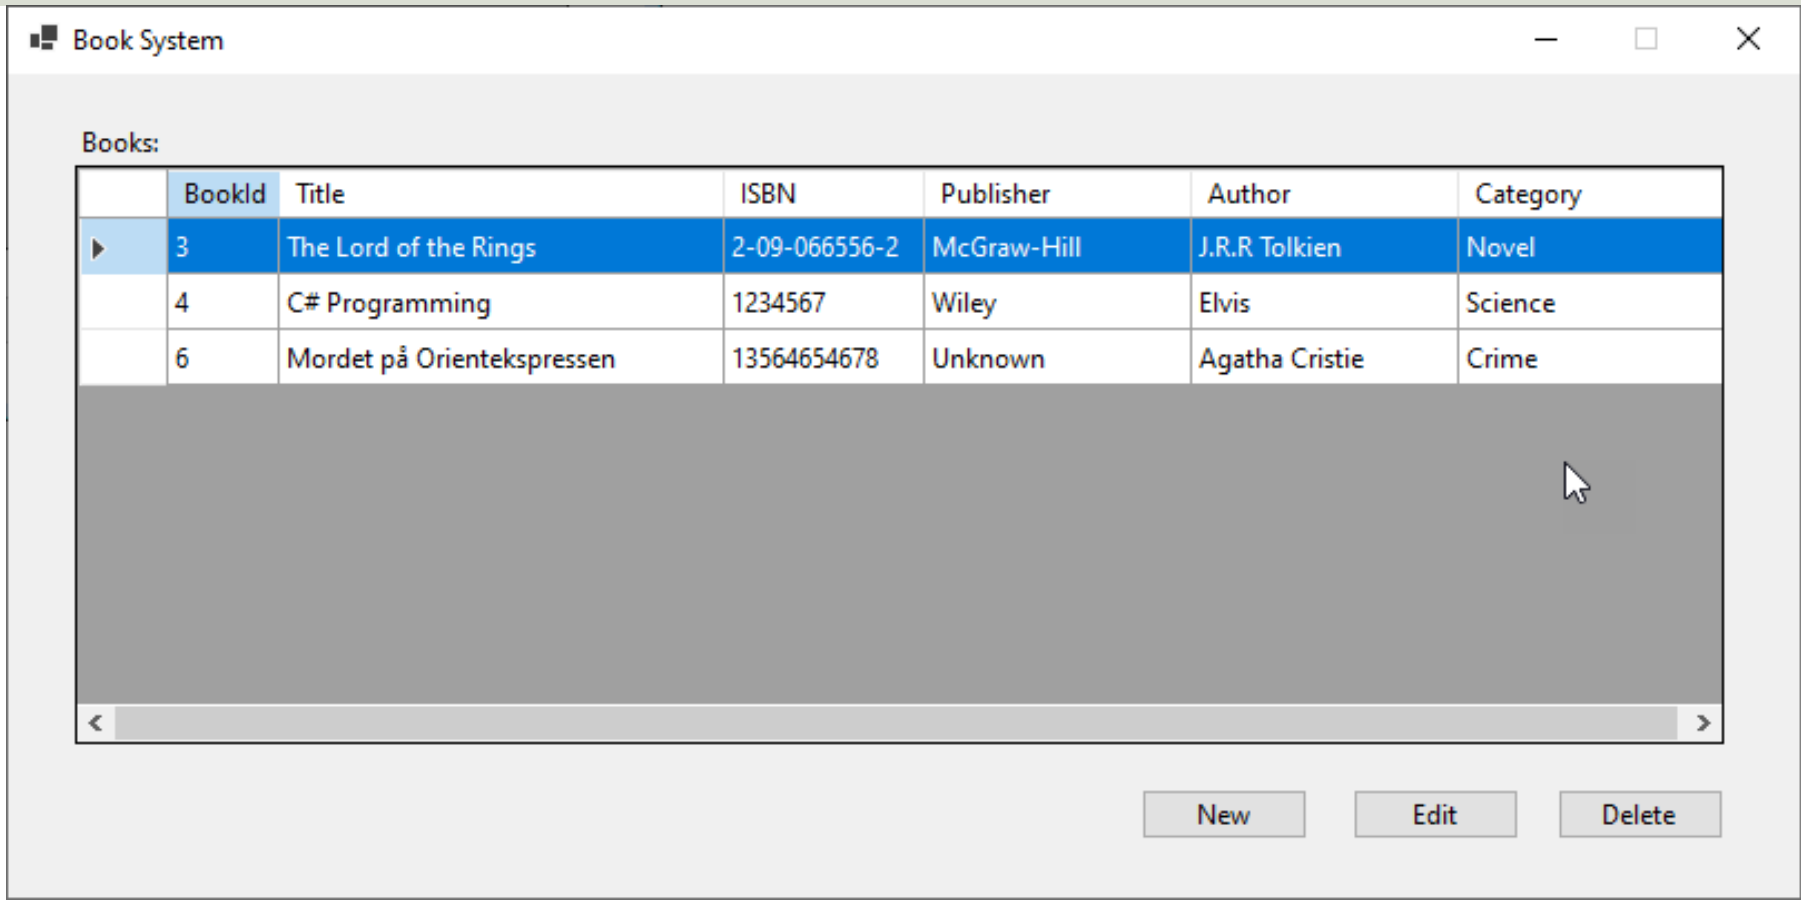 Book System
Books:
BookId Title ISBN Publisher Author Category
3 The Lord of the Rings 2-09-066556-2 McGraw-Hill J.R.R Tolkien Novel
4 C# Programming 1234567 Wiley Elvis Science
6 Mordet på Orientekspressen 13564654678 Unknown Agatha Cristie Crime
New Edit Delete